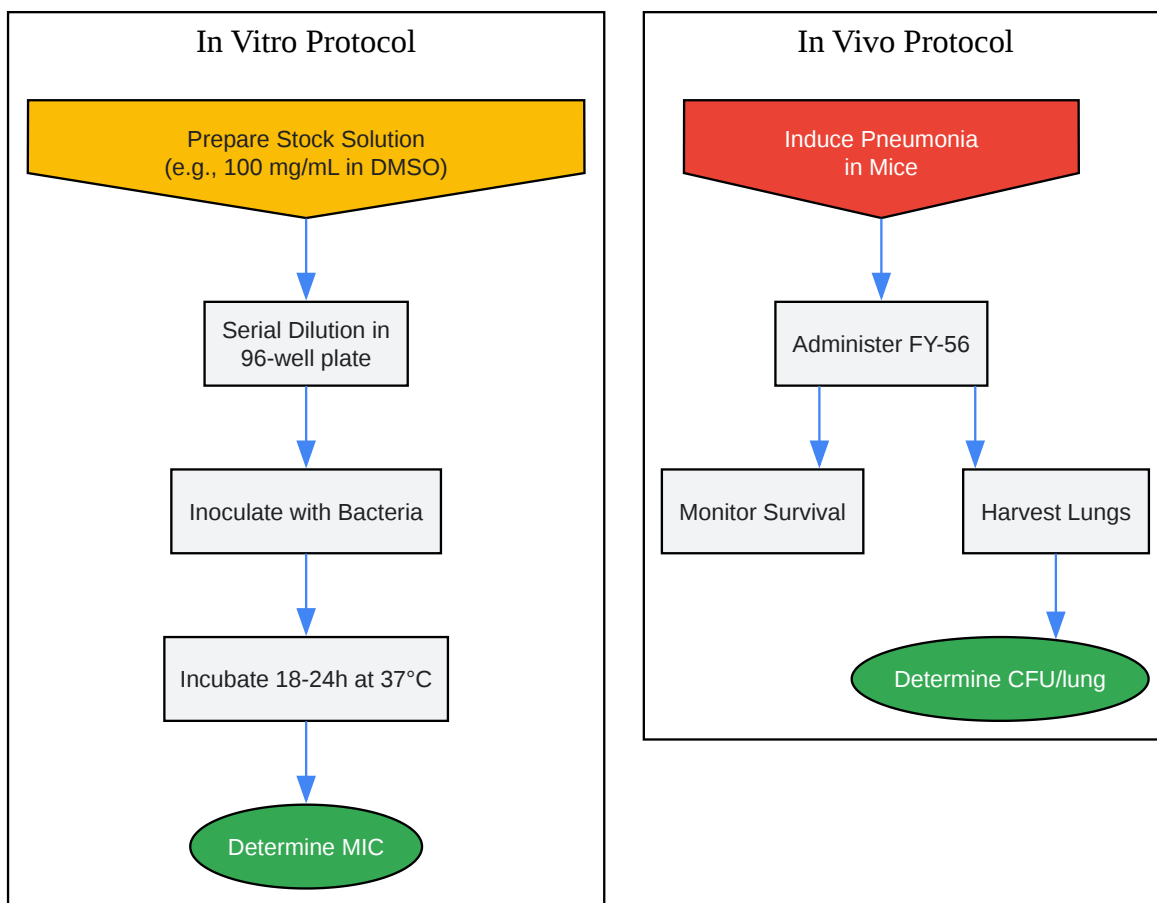 In Vitro Protocol
Prepare Stock Solution
(e.g., 100 mg/mL in DMSO)
Serial Dilution in
96-well plate
Inoculate with Bacteria
Incubate 18-24h at 37°C
Determine MIC
In Vivo Protocol
Induce Pneumonia
in Mice
Administer FY-56
Monitor Survival
Harvest Lungs
Determine CFU/lung